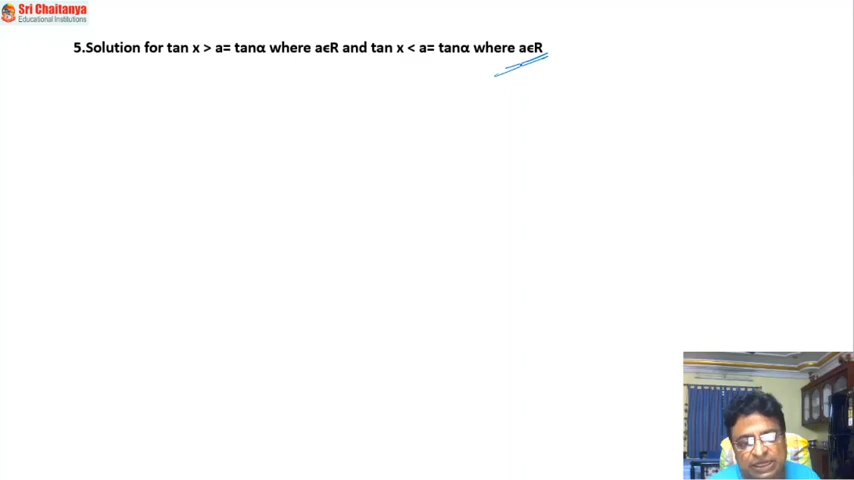 Sri Chaitanya
Educational Institutions
5.Solution for tan x > a= tanα where aϵR and tan x < a= tanα where aϵR